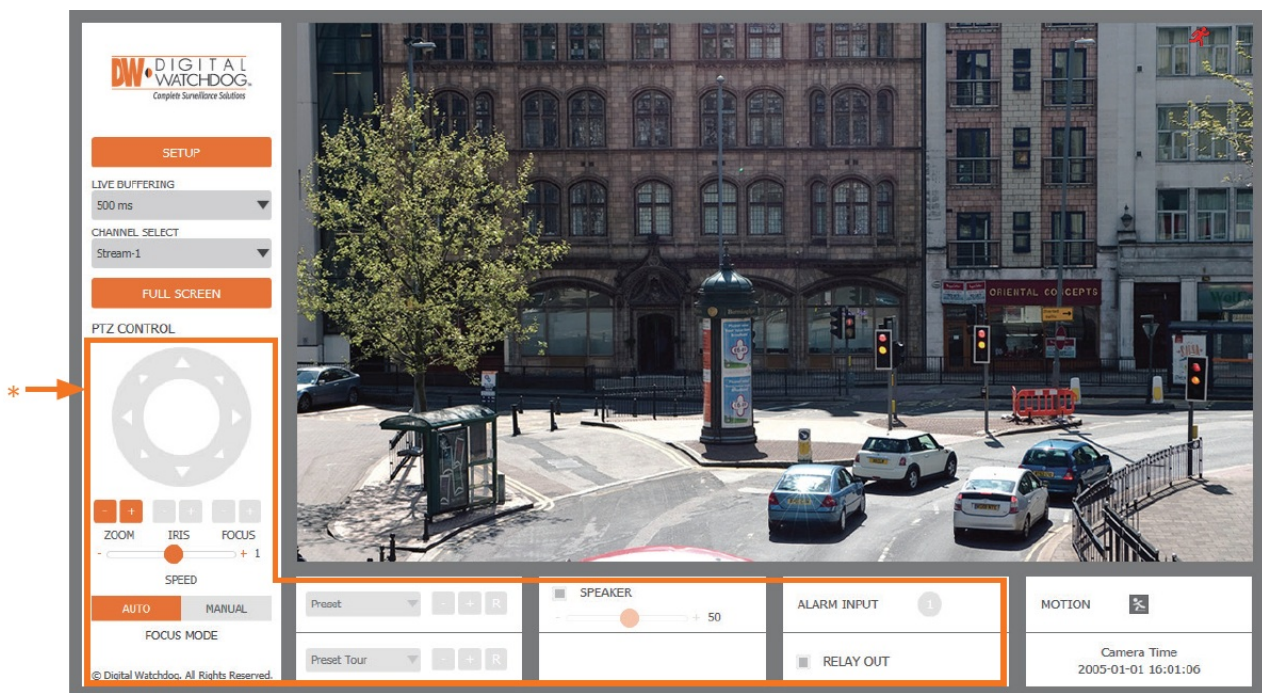 DW DIGITAL
WATCHDOG®
Complete Surveillance Solutions
SETUP
LIVE BUFFERING
500 ms
CHANNEL SELECT
Stream-1
FULL SCREEN
PTZ CONTROL
*
- + - + - +
ZOOM IRIS FOCUS
- + 1
SPEED
AUTO MANUAL
FOCUS MODE
© Digital Watchdog. All Rights Reserved.
ORIENTAL CONCEPTS
Preset - + R
Preset Tour - + R
SPEAKER
- + 50
ALARM INPUT 1
RELAY OUT
MOTION
Camera Time
2005-01-01 16:01:06